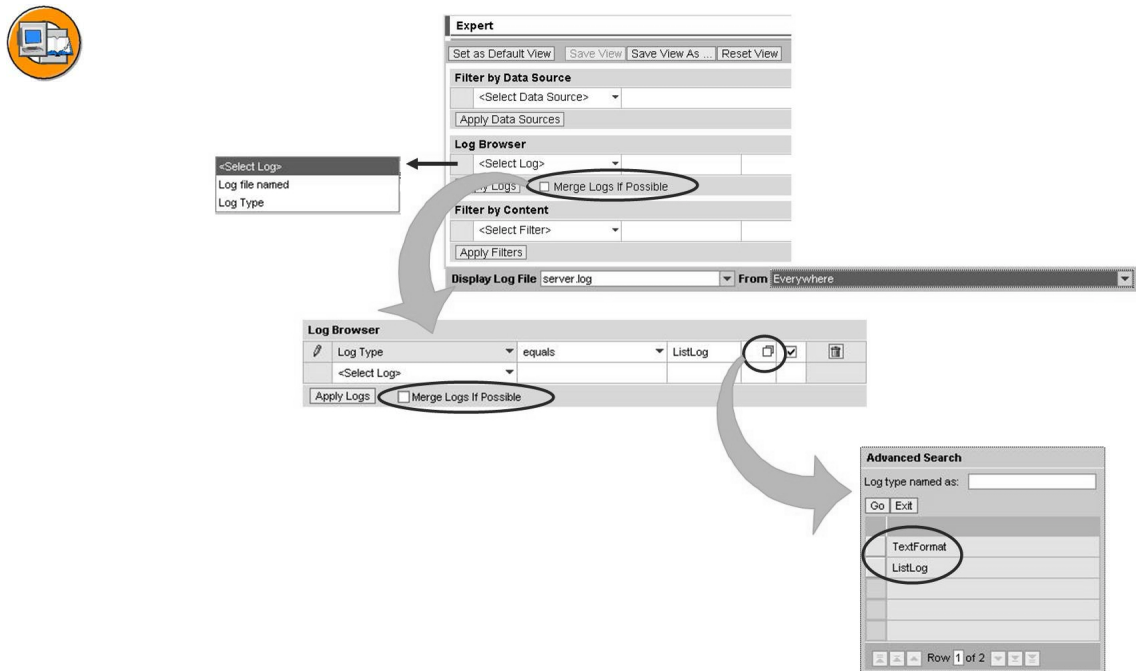 Expert
Set as Default View Save View Save View As ... Reset View
Filter by Data Source
<Select Data Source>
Apply Data Sources
Log Browser
<Select Log>
Logs Merge Logs If Possible
Filter by Content
<Select Filter>
Apply Filters
Display Log File server.log From Everywhere
<Select Log>
Log file named
Log Type
Log Browser
Log Type equals ListLog
<Select Log>
Apply Logs Merge Logs If Possible
Advanced Search
Log type named as:
Go Exit
TextFormat
ListLog
Row 1 of 2